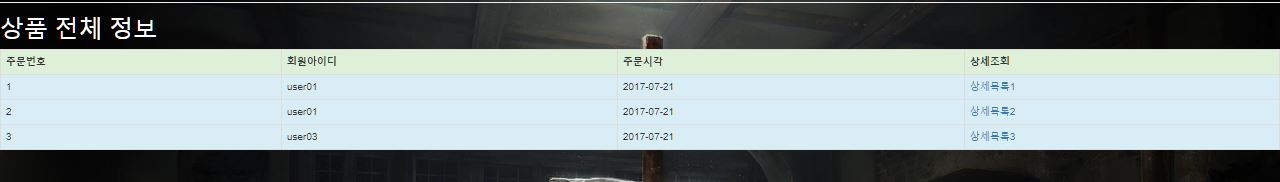 상품 전체 정보
주문번호 회원아이디 주문시각 상세조회
1 user01 2017-07-21 상세목록1
2 user01 2017-07-21 상세목록2
3 user03 2017-07-21 상세목록3